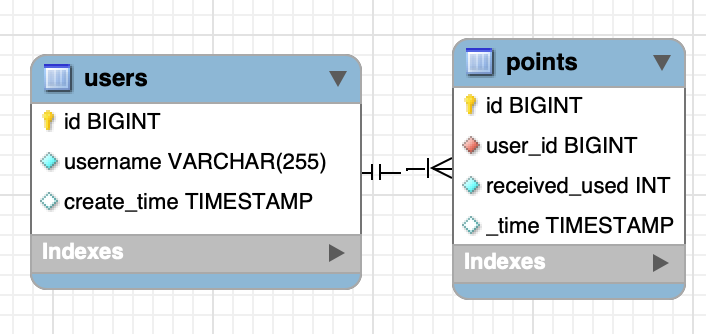 users
id BIGINT
username VARCHAR(255)
create_time TIMESTAMP
Indexes
points
id BIGINT
user_id BIGINT
received_used INT
_time TIMESTAMP
Indexes